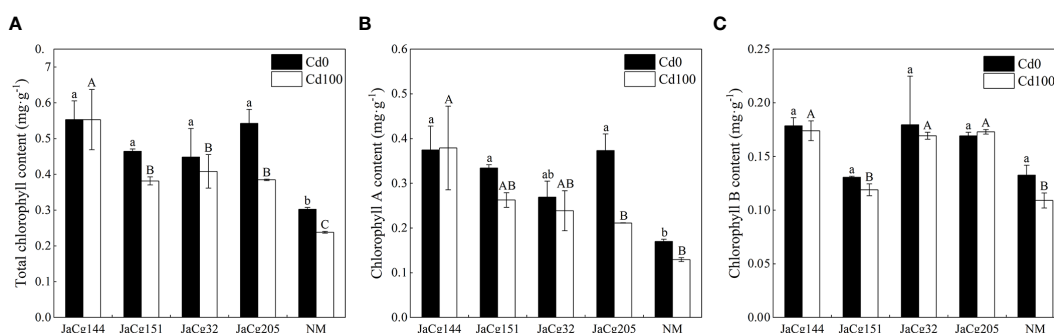 A
Total chlorophyll content (mg·g-1)
0.
0.6
0.5
0.4
0.3
0.2
0.1
0.0
Cd0
Cd100
a A
a B
a B
a B
b C
JaCg144 JaCg151 JaCg32 JaCg205 NM
B
Chlorophyll A content (mg·g-1)
0.6
0.5
0.4
0.3
0.2
0.1
0.0
Cd0
Cd100
a A
a AB
ab AB
a B
b B
JaCg144 JaCg151 JaCg32 JaCg205 NM
C
Chlorophyll B content (mg·g-1)
0.25
0.20
0.15
0.10
0.05
0.00
Cd0
Cd100
a A
a B
a A
a A
a B
JaCg144 JaCg151 JaCg32 JaCg205 NM